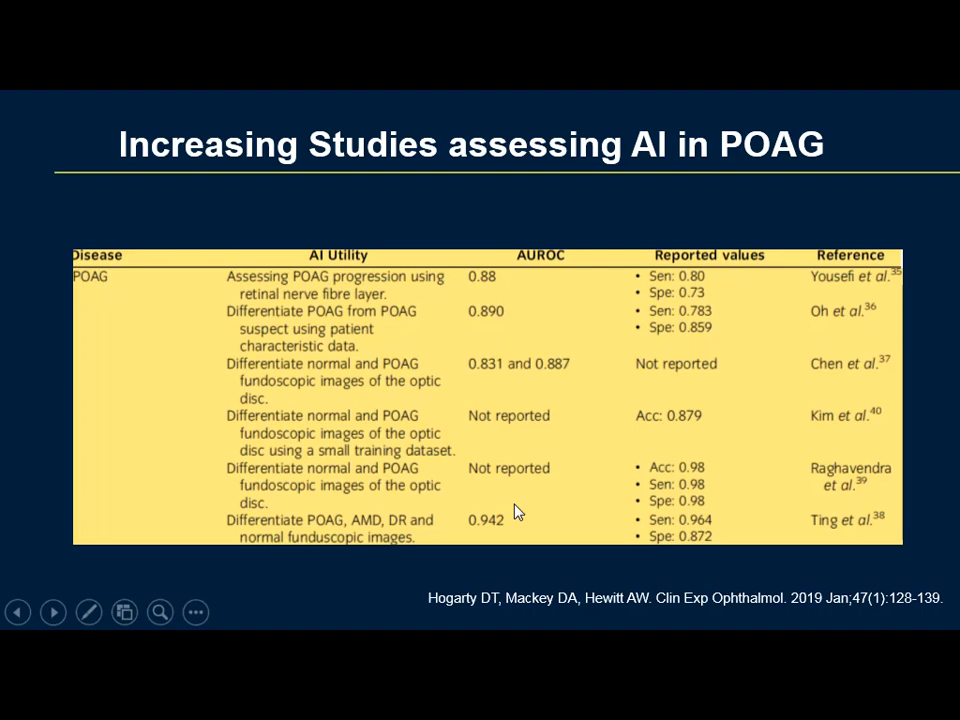 Increasing Studies assessing AI in POAG
Disease AI Utility AUROC Reported values Reference
POAG Assessing POAG progression using 0.88 • Sen: 0.80 Yousefi et al.35
retinal nerve fibre layer. • Spe: 0.73
Differentiate POAG from POAG 0.890 • Sen: 0.783 Oh et al.36
suspect using patient • Spe: 0.859
characteristic data.
Differentiate normal and POAG 0.831 and 0.887 Not reported Chen et al.37
fundoscopic images of the optic
disc.
Differentiate normal and POAG Not reported Acc: 0.879 Kim et al.40
fundoscopic images of the optic
disc using a small training dataset.
Differentiate normal and POAG Not reported • Acc: 0.98 Raghavendra
fundoscopic images of the optic • Sen: 0.98 et al.39
disc. • Spe: 0.98
Differentiate POAG, AMD, DR and 0.942 • Sen: 0.964 Ting et al.38
normal funduscopic images. • Spe: 0.872
Hogarty DT, Mackey DA, Hewitt AW. Clin Exp Ophthalmol. 2019 Jan;47(1):128-139.